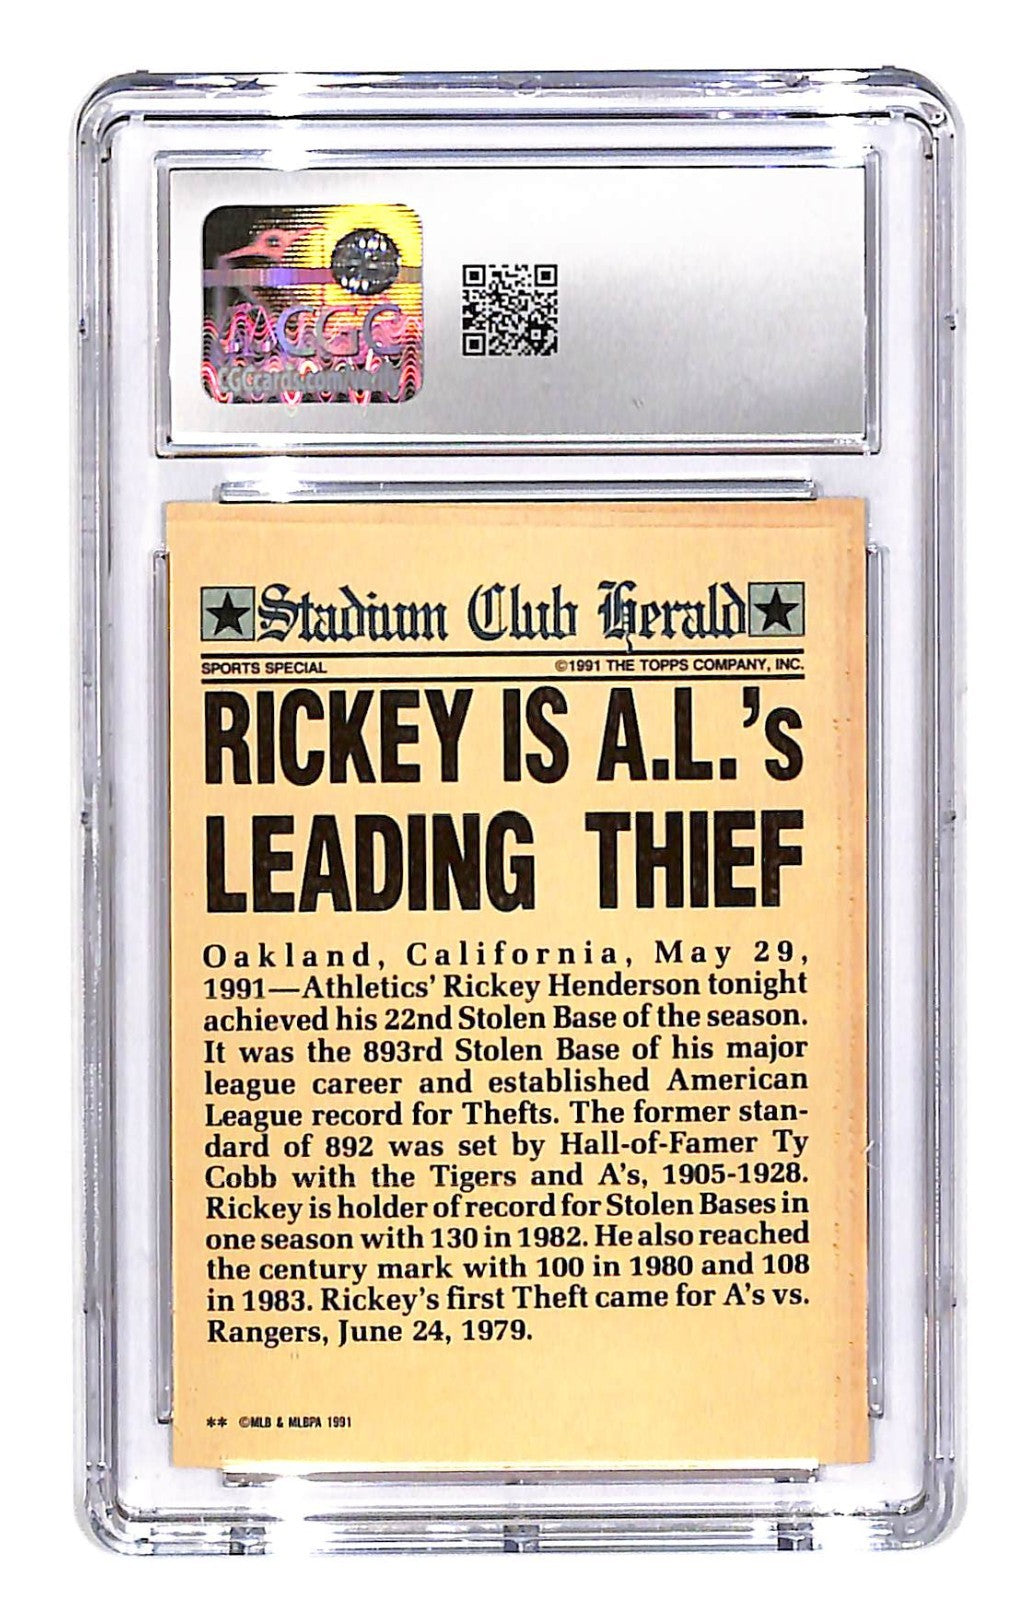 CGC
Stadium Club Herald
SPORTS SPECIAL ©1991 THE TOPPS COMPANY, INC.
RICKEY IS A.L.'s
LEADING THIEF
Oakland, California, May 29,
1991—Athletics' Rickey Henderson tonight
achieved his 22nd Stolen Base of the season.
It was the 893rd Stolen Base of his major
league career and established American
League record for Thefts. The former stan-
dard of 892 was set by Hall-of-Famer Ty
Cobb with the Tigers and A's, 1905-1928.
Rickey is holder of record for Stolen Bases in
one season with 130 in 1982. He also reached
the century mark with 100 in 1980 and 108
in 1983. Rickey's first Theft came for A's vs.
Rangers, June 24, 1979.
** ©MLB & MLBPA 1991